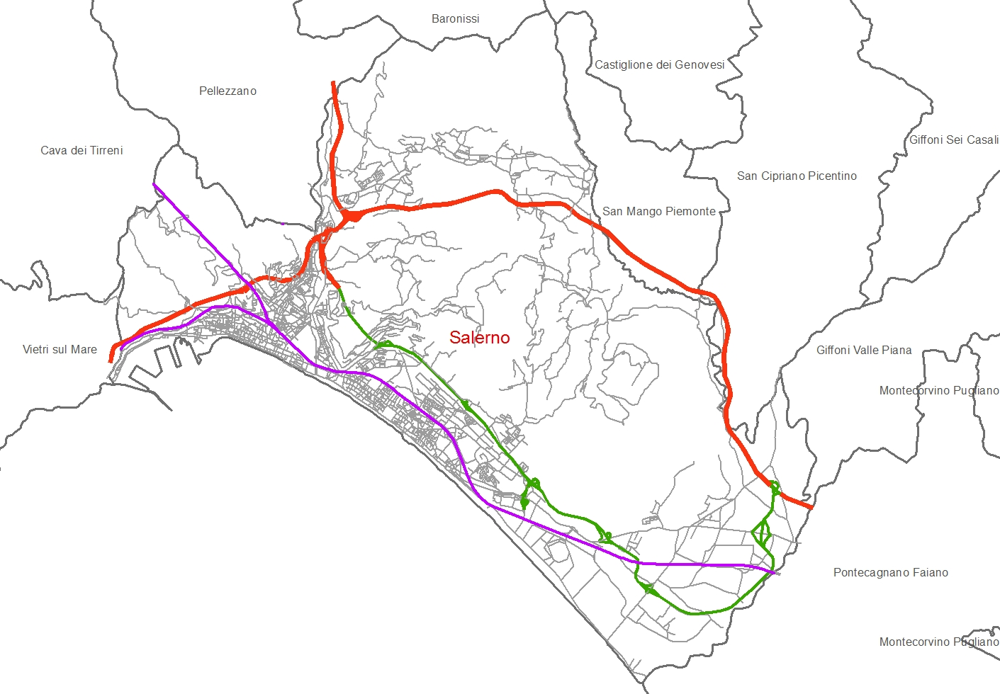 Baronissi
Castiglione dei Genovesi
Pellezzano
Giffoni Sei Casali
Cava dei Tirreni
San Cipriano Picentino
San Mango Piemonte
Salerno
Vietri sul Mare
Giffoni Valle Piana
Montecorvino Pugliano
Pontecagnano Faiano
Montecorvino Pugliano